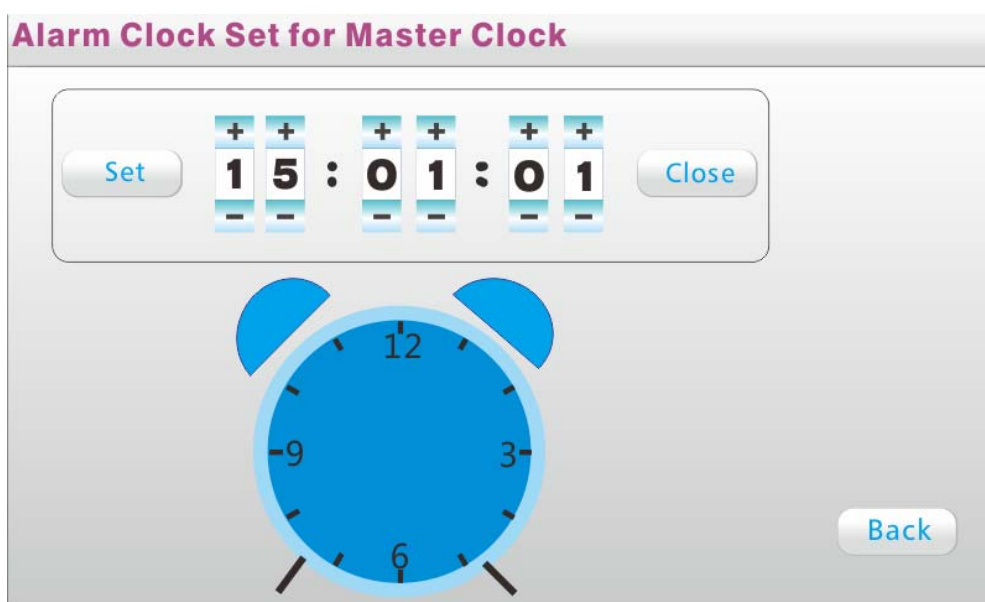 Alarm Clock Set for Master Clock
+ + + + + +
Set 15:01:01 Close
- - - - - -
12
9 3
6
Back